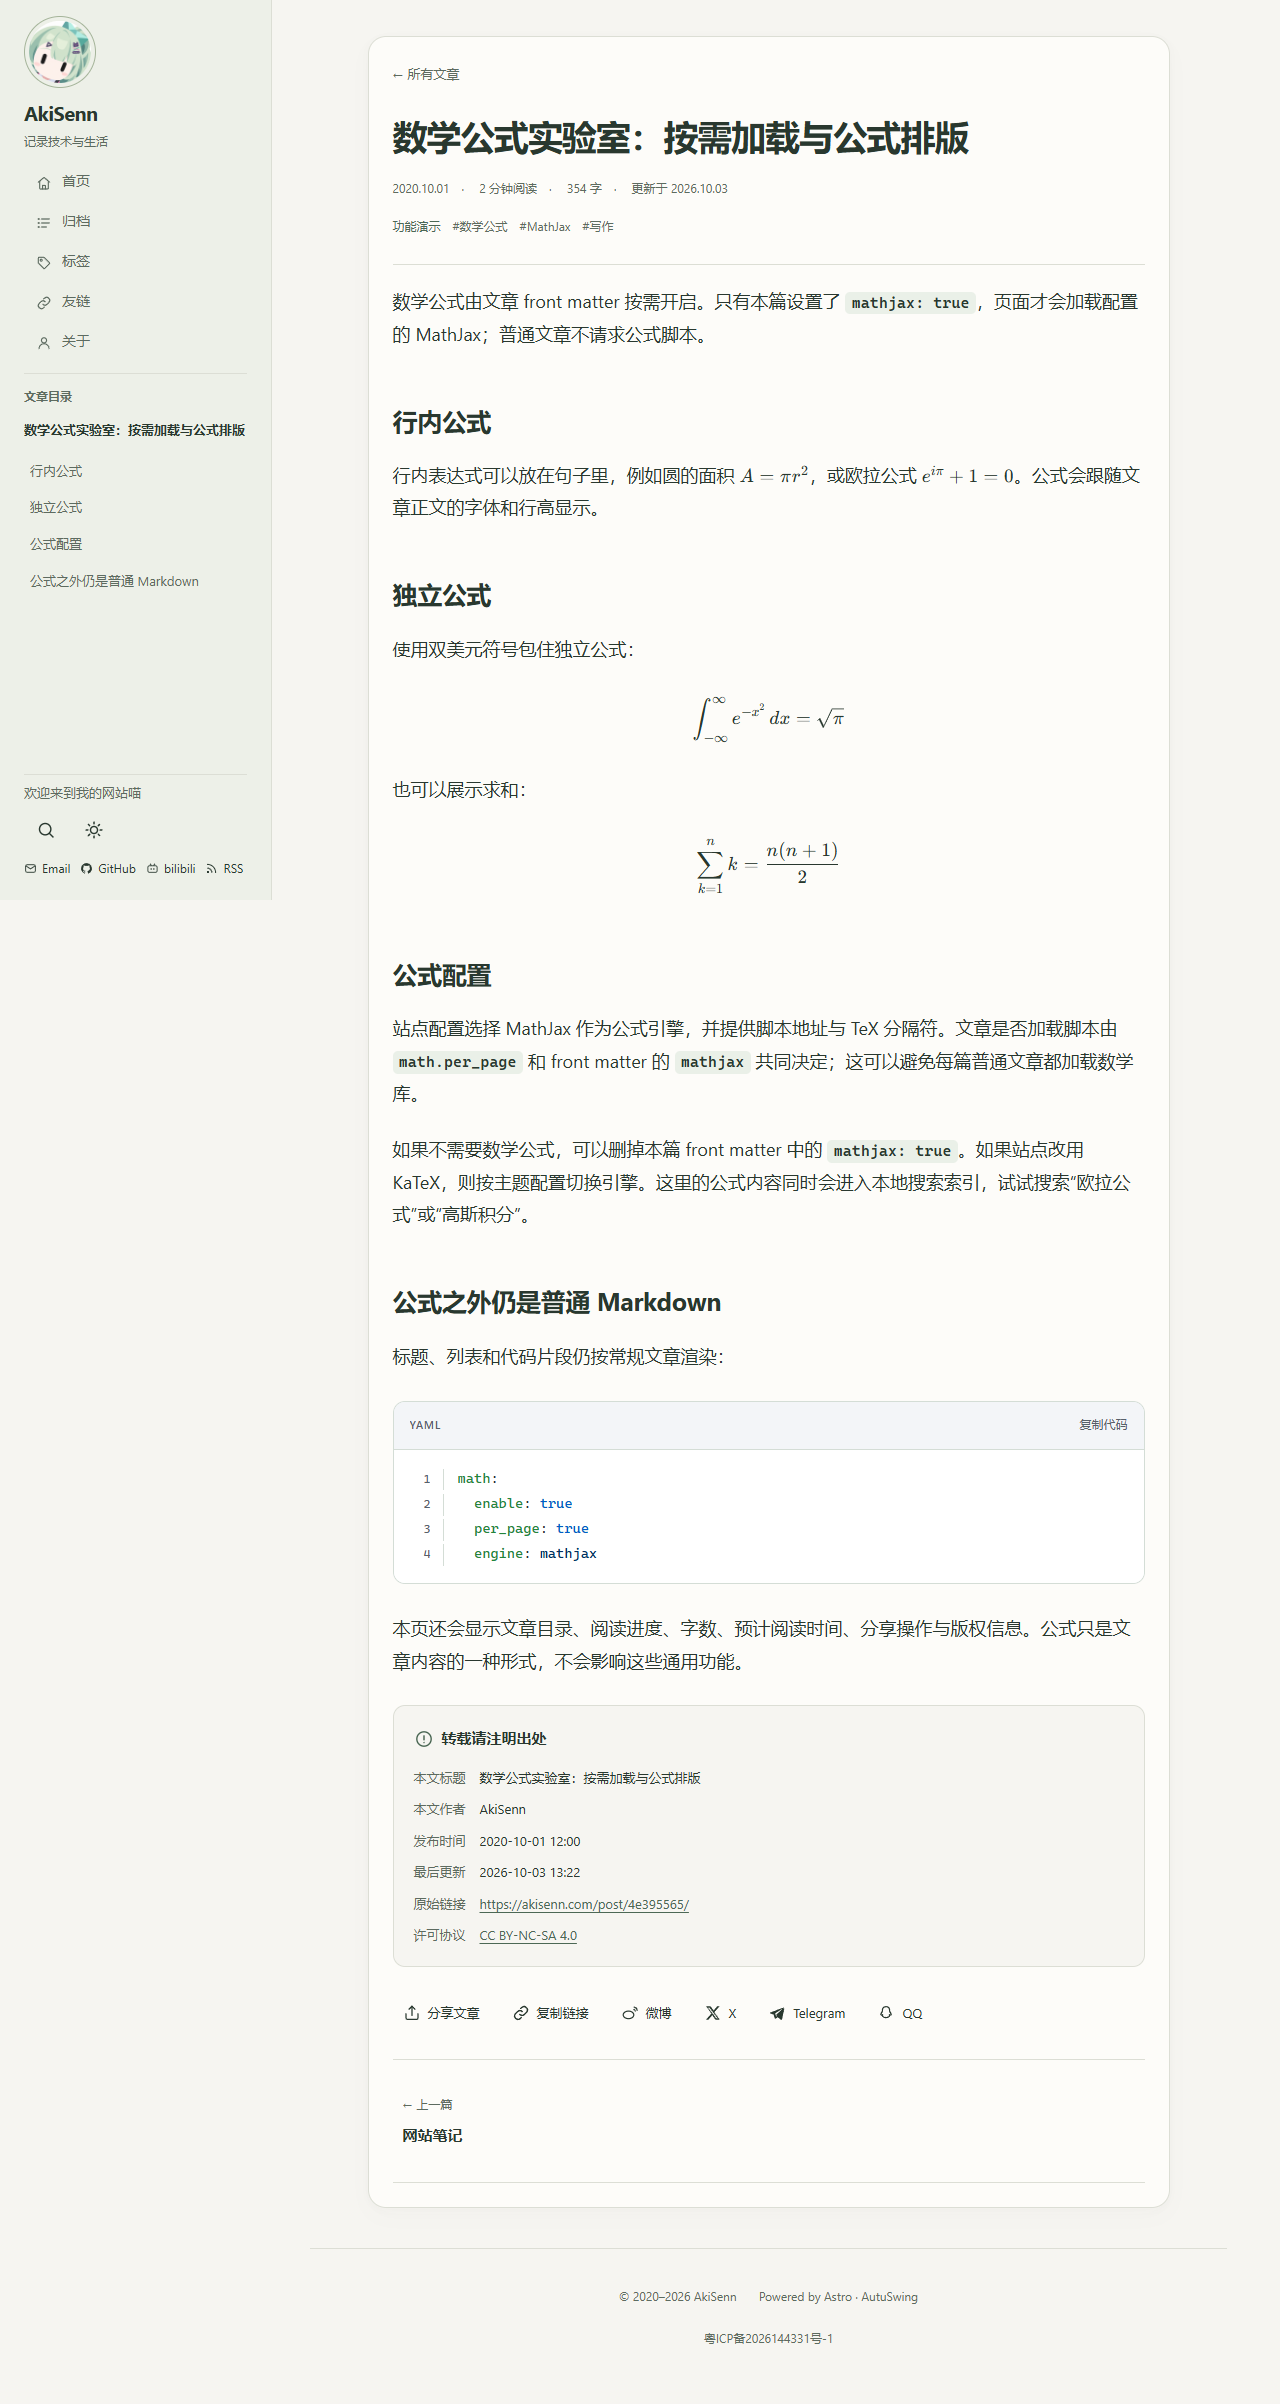 AkiSenn
记录技术与生活
首页
归档
标签
友链
关于
文章目录
数学公式实验室：按需加载与公式排版
行内公式
独立公式
公式配置
公式之外仍是普通 Markdown
欢迎来到我的网站喵
Email GitHub bilibili RSS
← 所有文章
数学公式实验室：按需加载与公式排版
2020.10.01 · 2 分钟阅读 · 354 字 · 更新于 2026.10.03
功能演示 #数学公式 #MathJax #写作
数学公式由文章 front matter 按需开启。只有本篇设置了 mathjax: true，页面才会加载配置
的 MathJax；普通文章不请求公式脚本。
行内公式
行内表达式可以放在句子里，例如圆的面积 $A = \pi r^2$，或欧拉公式 $e^{i\pi} + 1 = 0$。公式会跟随文
章正文的字体和行高显示。
独立公式
使用双美元符号包住独立公式：
$\int_{-\infty}^{\infty} e^{-x^2} \, dx = \sqrt{\pi}$
也可以展示求和：
$\sum_{k=1}^{n} k = \frac{n(n+1)}{2}$
公式配置
站点配置选择 MathJax 作为公式引擎，并提供脚本地址与 TeX 分隔符。文章是否加载脚本由
math.per_page 和 front matter 的 mathjax 共同决定；这可以避免每篇普通文章都加载数学
库。
如果不需要数学公式，可以删掉本篇 front matter 中的 mathjax: true。如果站点改用
KaTeX，则按主题配置切换引擎。这里的公式内容同时会进入本地搜索索引，试试搜索“欧拉公
式”或“高斯积分”。
公式之外仍是普通 Markdown
标题、列表和代码片段仍按常规文章渲染：
YAML 复制代码
1 math:
2   enable: true
3   per_page: true
4   engine: mathjax
本页还会显示文章目录、阅读进度、字数、预计阅读时间、分享操作与版权信息。公式只是文
章内容的一种形式，不会影响这些通用功能。
转载请注明出处
本文标题 数学公式实验室：按需加载与公式排版
本文作者 AkiSenn
发布时间 2020-10-01 12:00
最后更新 2026-10-03 13:22
原始链接 https://akisenn.com/post/4e395565/
许可协议 CC BY-NC-SA 4.0
分享文章 复制链接 微博 X Telegram QQ
← 上一篇
网站笔记
© 2020–2026 AkiSenn Powered by Astro · AutuSwing
粤ICP备2026144331号-1